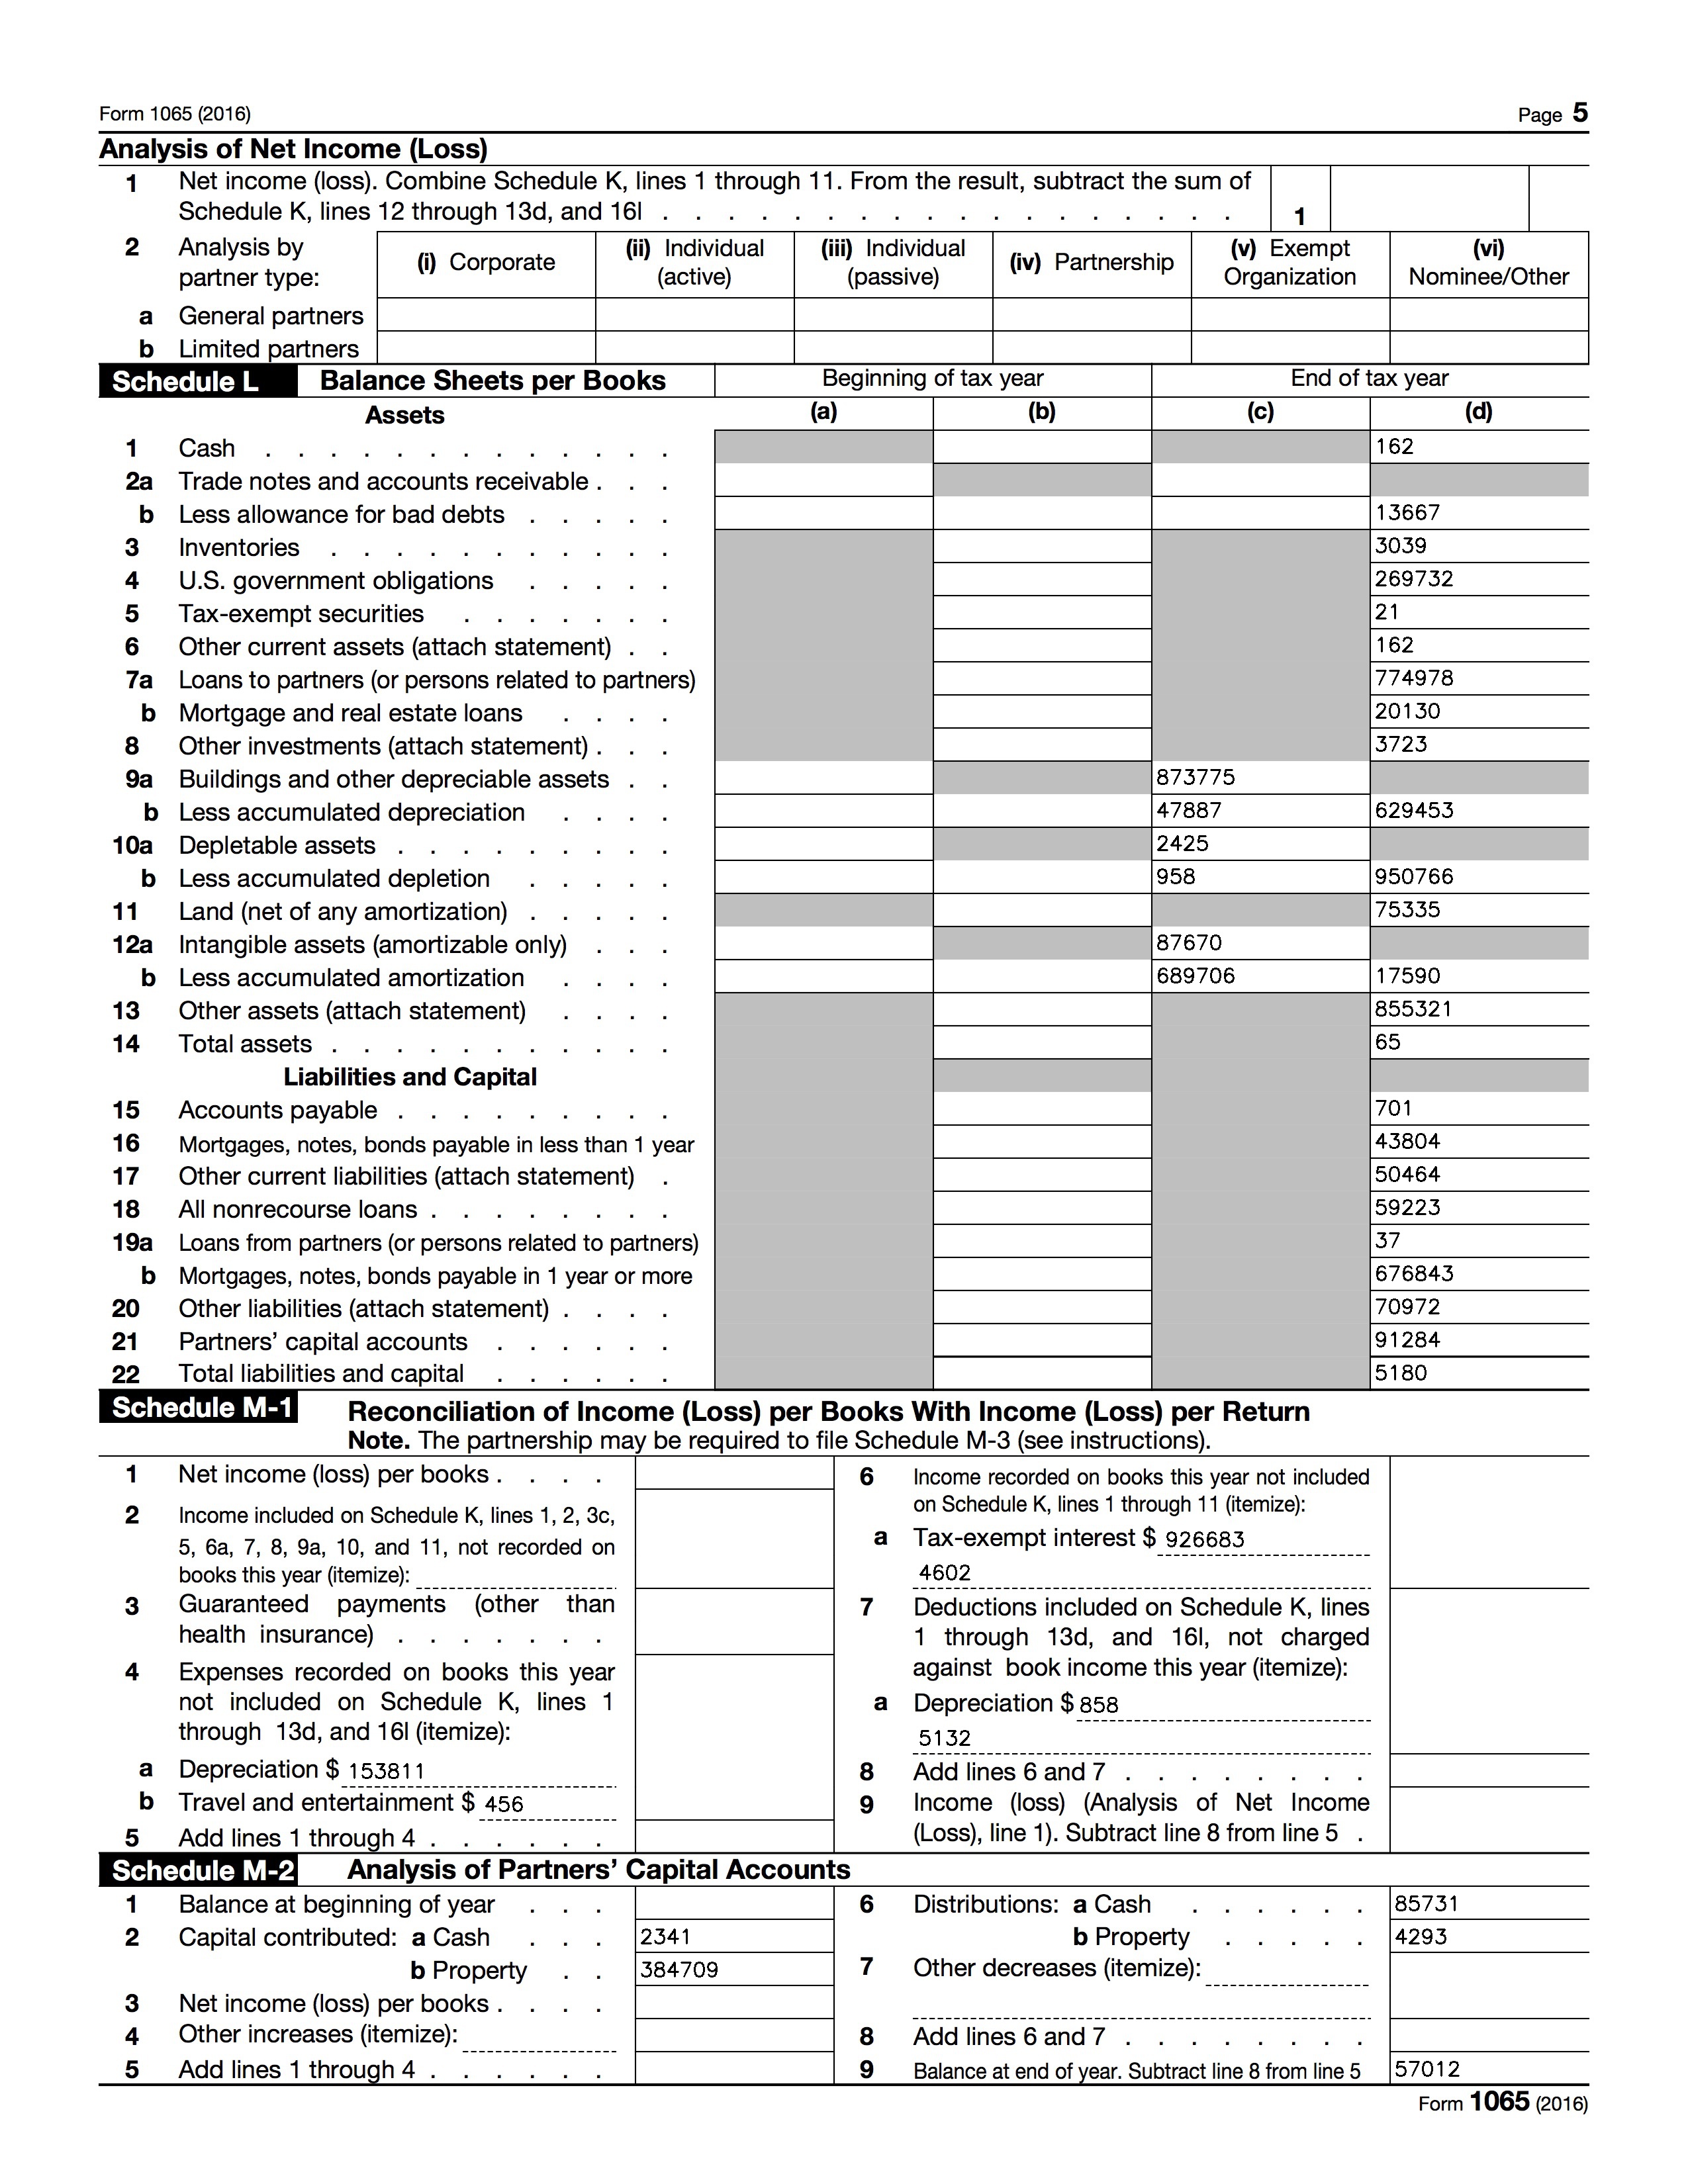 Form 1065 (2016) Page 5
Analysis of Net Income (Loss)
1 Net income (loss). Combine Schedule K, lines 1 through 11. From the result, subtract the sum of
Schedule K, lines 12 through 13d, and 16l . . . . . . . . . . . . . . . . . . 1
2 Analysis by
partner type:
(i) Corporate
(ii) Individual
(active)
(iii) Individual
(passive)
(iv) Partnership
(v) Exempt
Organization
(vi)
Nominee/Other
a General partners
b Limited partners
Schedule L Balance Sheets per Books Beginning of tax year End of tax year
Assets (a) (b) (c) (d)
1 Cash . . . . . . . . . . . . . 162
2a Trade notes and accounts receivable . . .
b Less allowance for bad debts . . . . . 13667
3 Inventories . . . . . . . . . . . 3039
4 U.S. government obligations . . . . . 269732
5 Tax-exempt securities . . . . . . . 21
6 Other current assets (attach statement) . . 162
7a Loans to partners (or persons related to partners) 774978
b Mortgage and real estate loans . . . . 20130
8 Other investments (attach statement) . . . 3723
9a Buildings and other depreciable assets . . 873775
b Less accumulated depreciation . . . . 47887 629453
10a Depletable assets . . . . . . . . . 2425
b Less accumulated depletion . . . . . 958 950766
11 Land (net of any amortization) . . . . . 75335
12a Intangible assets (amortizable only) . . . 87670
b Less accumulated amortization . . . . 689706 17590
13 Other assets (attach statement) . . . . 855321
14 Total assets . . . . . . . . . . . 65
Liabilities and Capital
15 Accounts payable . . . . . . . . . 701
16 Mortgages, notes, bonds payable in less than 1 year 43804
17 Other current liabilities (attach statement) . 50464
18 All nonrecourse loans . . . . . . . . 59223
19a Loans from partners (or persons related to partners) 37
b Mortgages, notes, bonds payable in 1 year or more 676843
20 Other liabilities (attach statement) . . . . 70972
21 Partners' capital accounts . . . . . . 91284
22 Total liabilities and capital . . . . . . 5180
Schedule M-1 Reconciliation of Income (Loss) per Books With Income (Loss) per Return
Note. The partnership may be required to file Schedule M-3 (see instructions).
1 Net income (loss) per books . . . .
2 Income included on Schedule K, lines 1, 2, 3c,
5, 6a, 7, 8, 9a, 10, and 11, not recorded on
books this year (itemize):
3 Guaranteed payments (other than
health insurance) . . . . . . .
4 Expenses recorded on books this year
not included on Schedule K, lines 1
through 13d, and 16l (itemize):
a Depreciation $ 153811
b Travel and entertainment $ 456
5 Add lines 1 through 4 . . . . . .
6 Income recorded on books this year not included
on Schedule K, lines 1 through 11 (itemize):
a Tax-exempt interest $ 926683
4602
7 Deductions included on Schedule K, lines
1 through 13d, and 16l, not charged
against book income this year (itemize):
a Depreciation $ 858
5132
8 Add lines 6 and 7 . . . . . . . .
9 Income (loss) (Analysis of Net Income
(Loss), line 1). Subtract line 8 from line 5 .
Schedule M-2 Analysis of Partners' Capital Accounts
1 Balance at beginning of year . . .
2 Capital contributed: a Cash . . . 2341
b Property . . 384709
3 Net income (loss) per books . . . .
4 Other increases (itemize):
5 Add lines 1 through 4 . . . . . .
6 Distributions: a Cash . . . . . . 85731
b Property . . . . . 4293
7 Other decreases (itemize):
8 Add lines 6 and 7 . . . . . . . .
9 Balance at end of year. Subtract line 8 from line 5 57012
Form 1065 (2016)